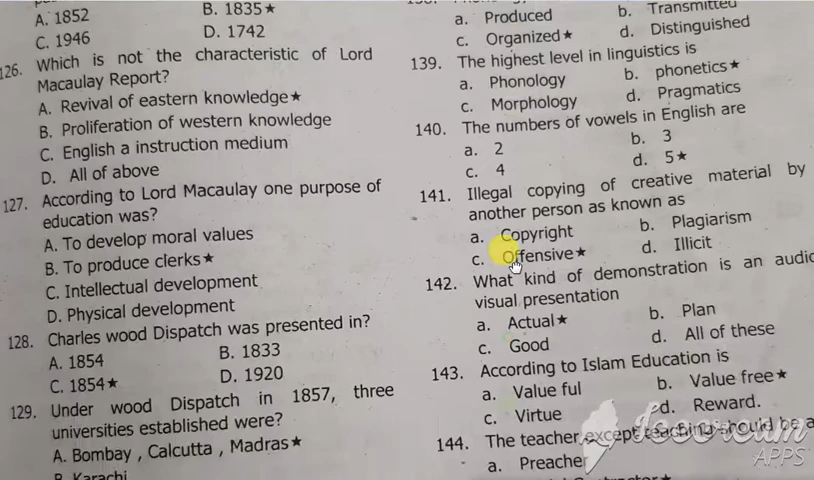 A. 1852
B. 1835★
C. 1946
D. 1742
126. Which is not the characteristic of Lord
Macaulay Report?
A. Revival of eastern knowledge★
B. Proliferation of western knowledge
C. English a instruction medium
D. All of above
127. According to Lord Macaulay one purpose of
education was?
A. To develop moral values
B. To produce clerks★
C. Intellectual development
D. Physical development
128. Charles wood Dispatch was presented in?
A. 1854
B. 1833
C. 1854★
D. 1920
129. Under wood Dispatch in 1857, three
universities established were?
A. Bombay , Calcutta , Madras★
B. Karachi
a. Produced
b. Transmitted
c. Organized★
d. Distinguished
139. The highest level in linguistics is
a. Phonology
b. phonetics★
c. Morphology
d. Pragmatics
140. The numbers of vowels in English are
a. 2
b. 3
c. 4
d. 5★
141. Illegal copying of creative material by
another person as known as
a. Copyright
b. Plagiarism
c. Offensive★
d. Illicit
142. What kind of demonstration is an audio
visual presentation
a. Actual★
b. Plan
c. Good
d. All of these
143. According to Islam Education is
a. Value ful
b. Value free★
c. Virtue
d. Reward.
144. The teacher except teaching should be a
a. Preacher
Icecream
APPS